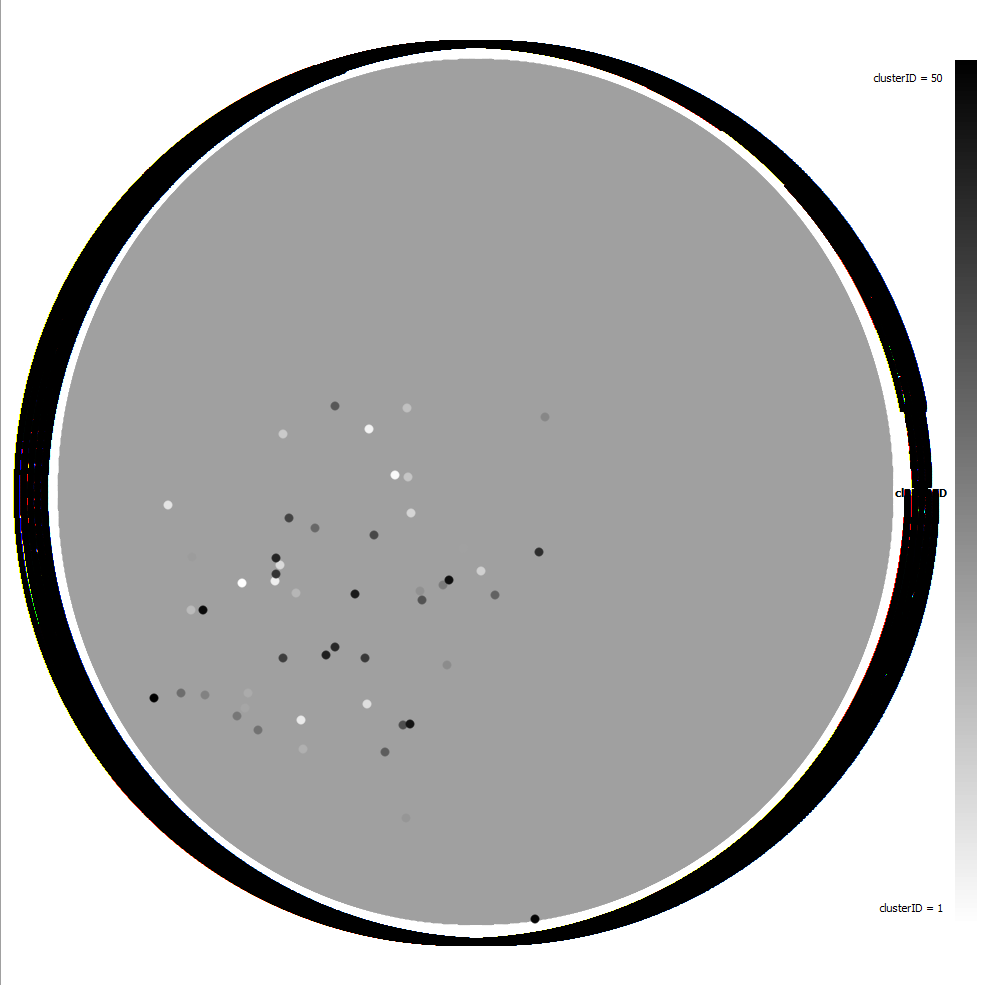 clusterID = 50
clusterID = 1